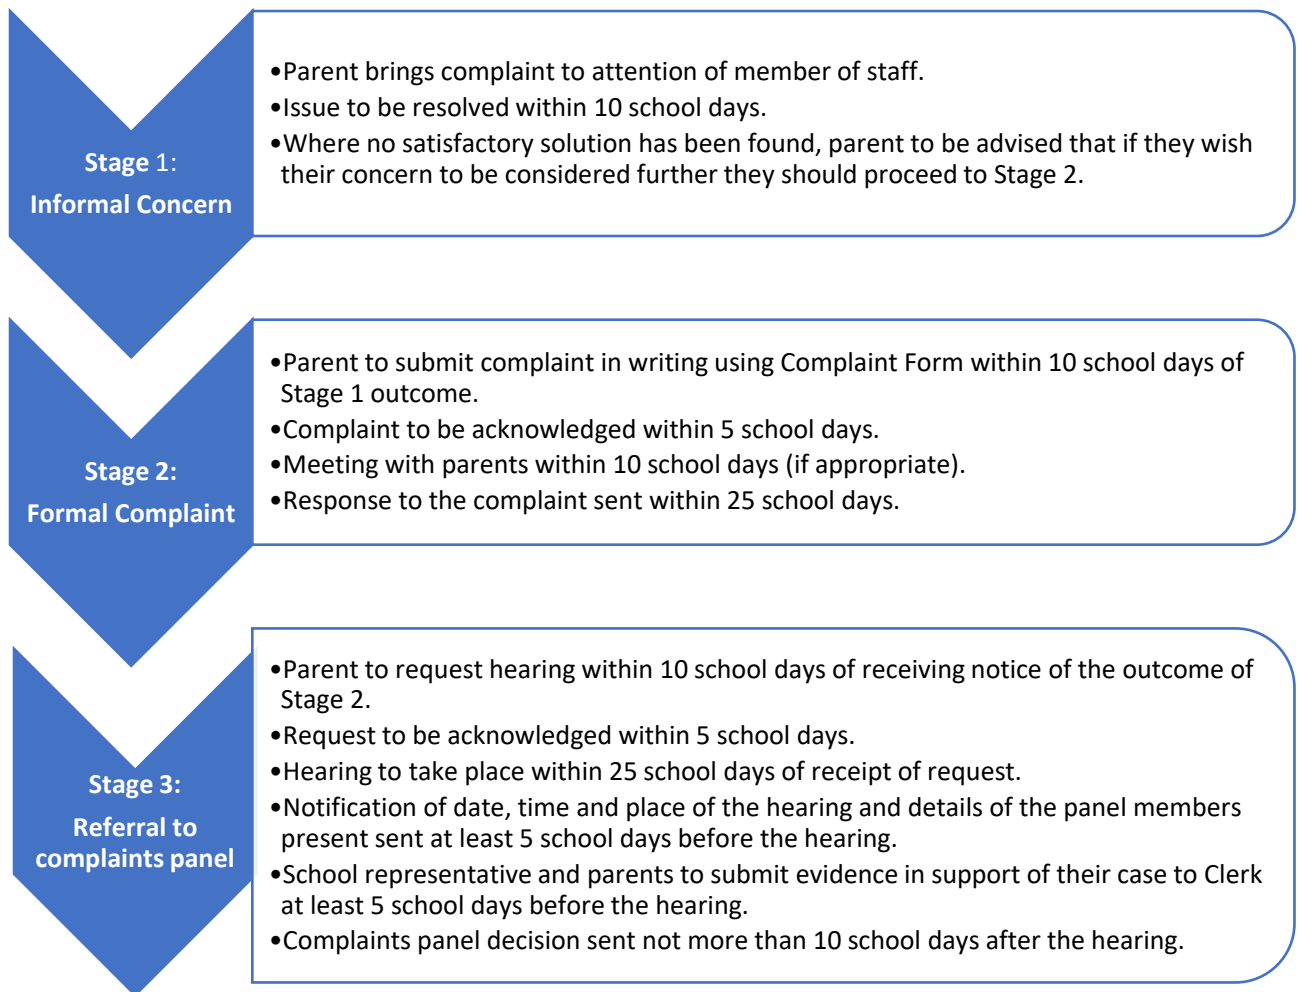 Stage 1:
Informal Concern
•Parent brings complaint to attention of member of staff.
•Issue to be resolved within 10 school days.
•Where no satisfactory solution has been found, parent to be advised that if they wish
their concern to be considered further they should proceed to Stage 2.
Stage 2:
Formal Complaint
•Parent to submit complaint in writing using Complaint Form within 10 school days of
Stage 1 outcome.
•Complaint to be acknowledged within 5 school days.
•Meeting with parents within 10 school days (if appropriate).
•Response to the complaint sent within 25 school days.
Stage 3:
Referral to
complaints panel
•Parent to request hearing within 10 school days of receiving notice of the outcome of
Stage 2.
•Request to be acknowledged within 5 school days.
•Hearing to take place within 25 school days of receipt of request.
•Notification of date, time and place of the hearing and details of the panel members
present sent at least 5 school days before the hearing.
•School representative and parents to submit evidence in support of their case to Clerk
at least 5 school days before the hearing.
•Complaints panel decision sent not more than 10 school days after the hearing.